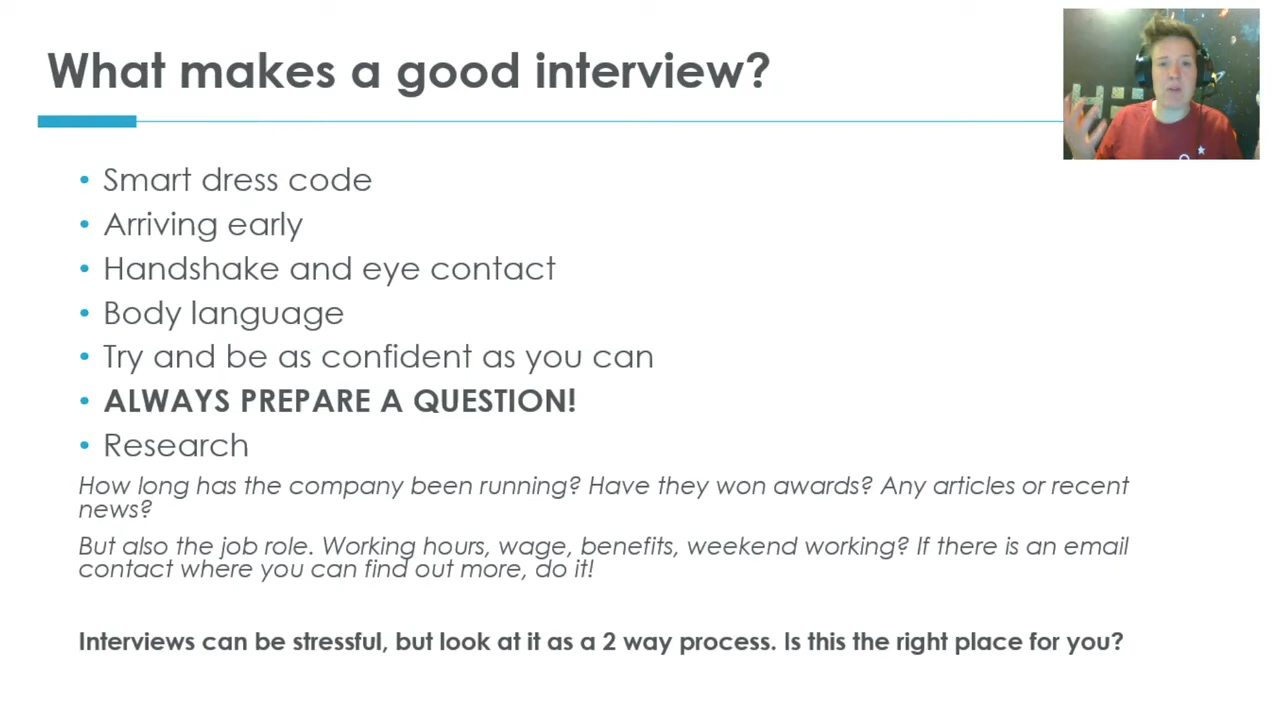 What makes a good interview?
• Smart dress code
• Arriving early
• Handshake and eye contact
• Body language
• Try and be as confident as you can
• ALWAYS PREPARE A QUESTION!
• Research
How long has the company been running? Have they won awards? Any articles or recent
news?
But also the job role. Working hours, wage, benefits, weekend working? If there is an email
contact where you can find out more, do it!
Interviews can be stressful, but look at it as a 2 way process. Is this the right place for you?